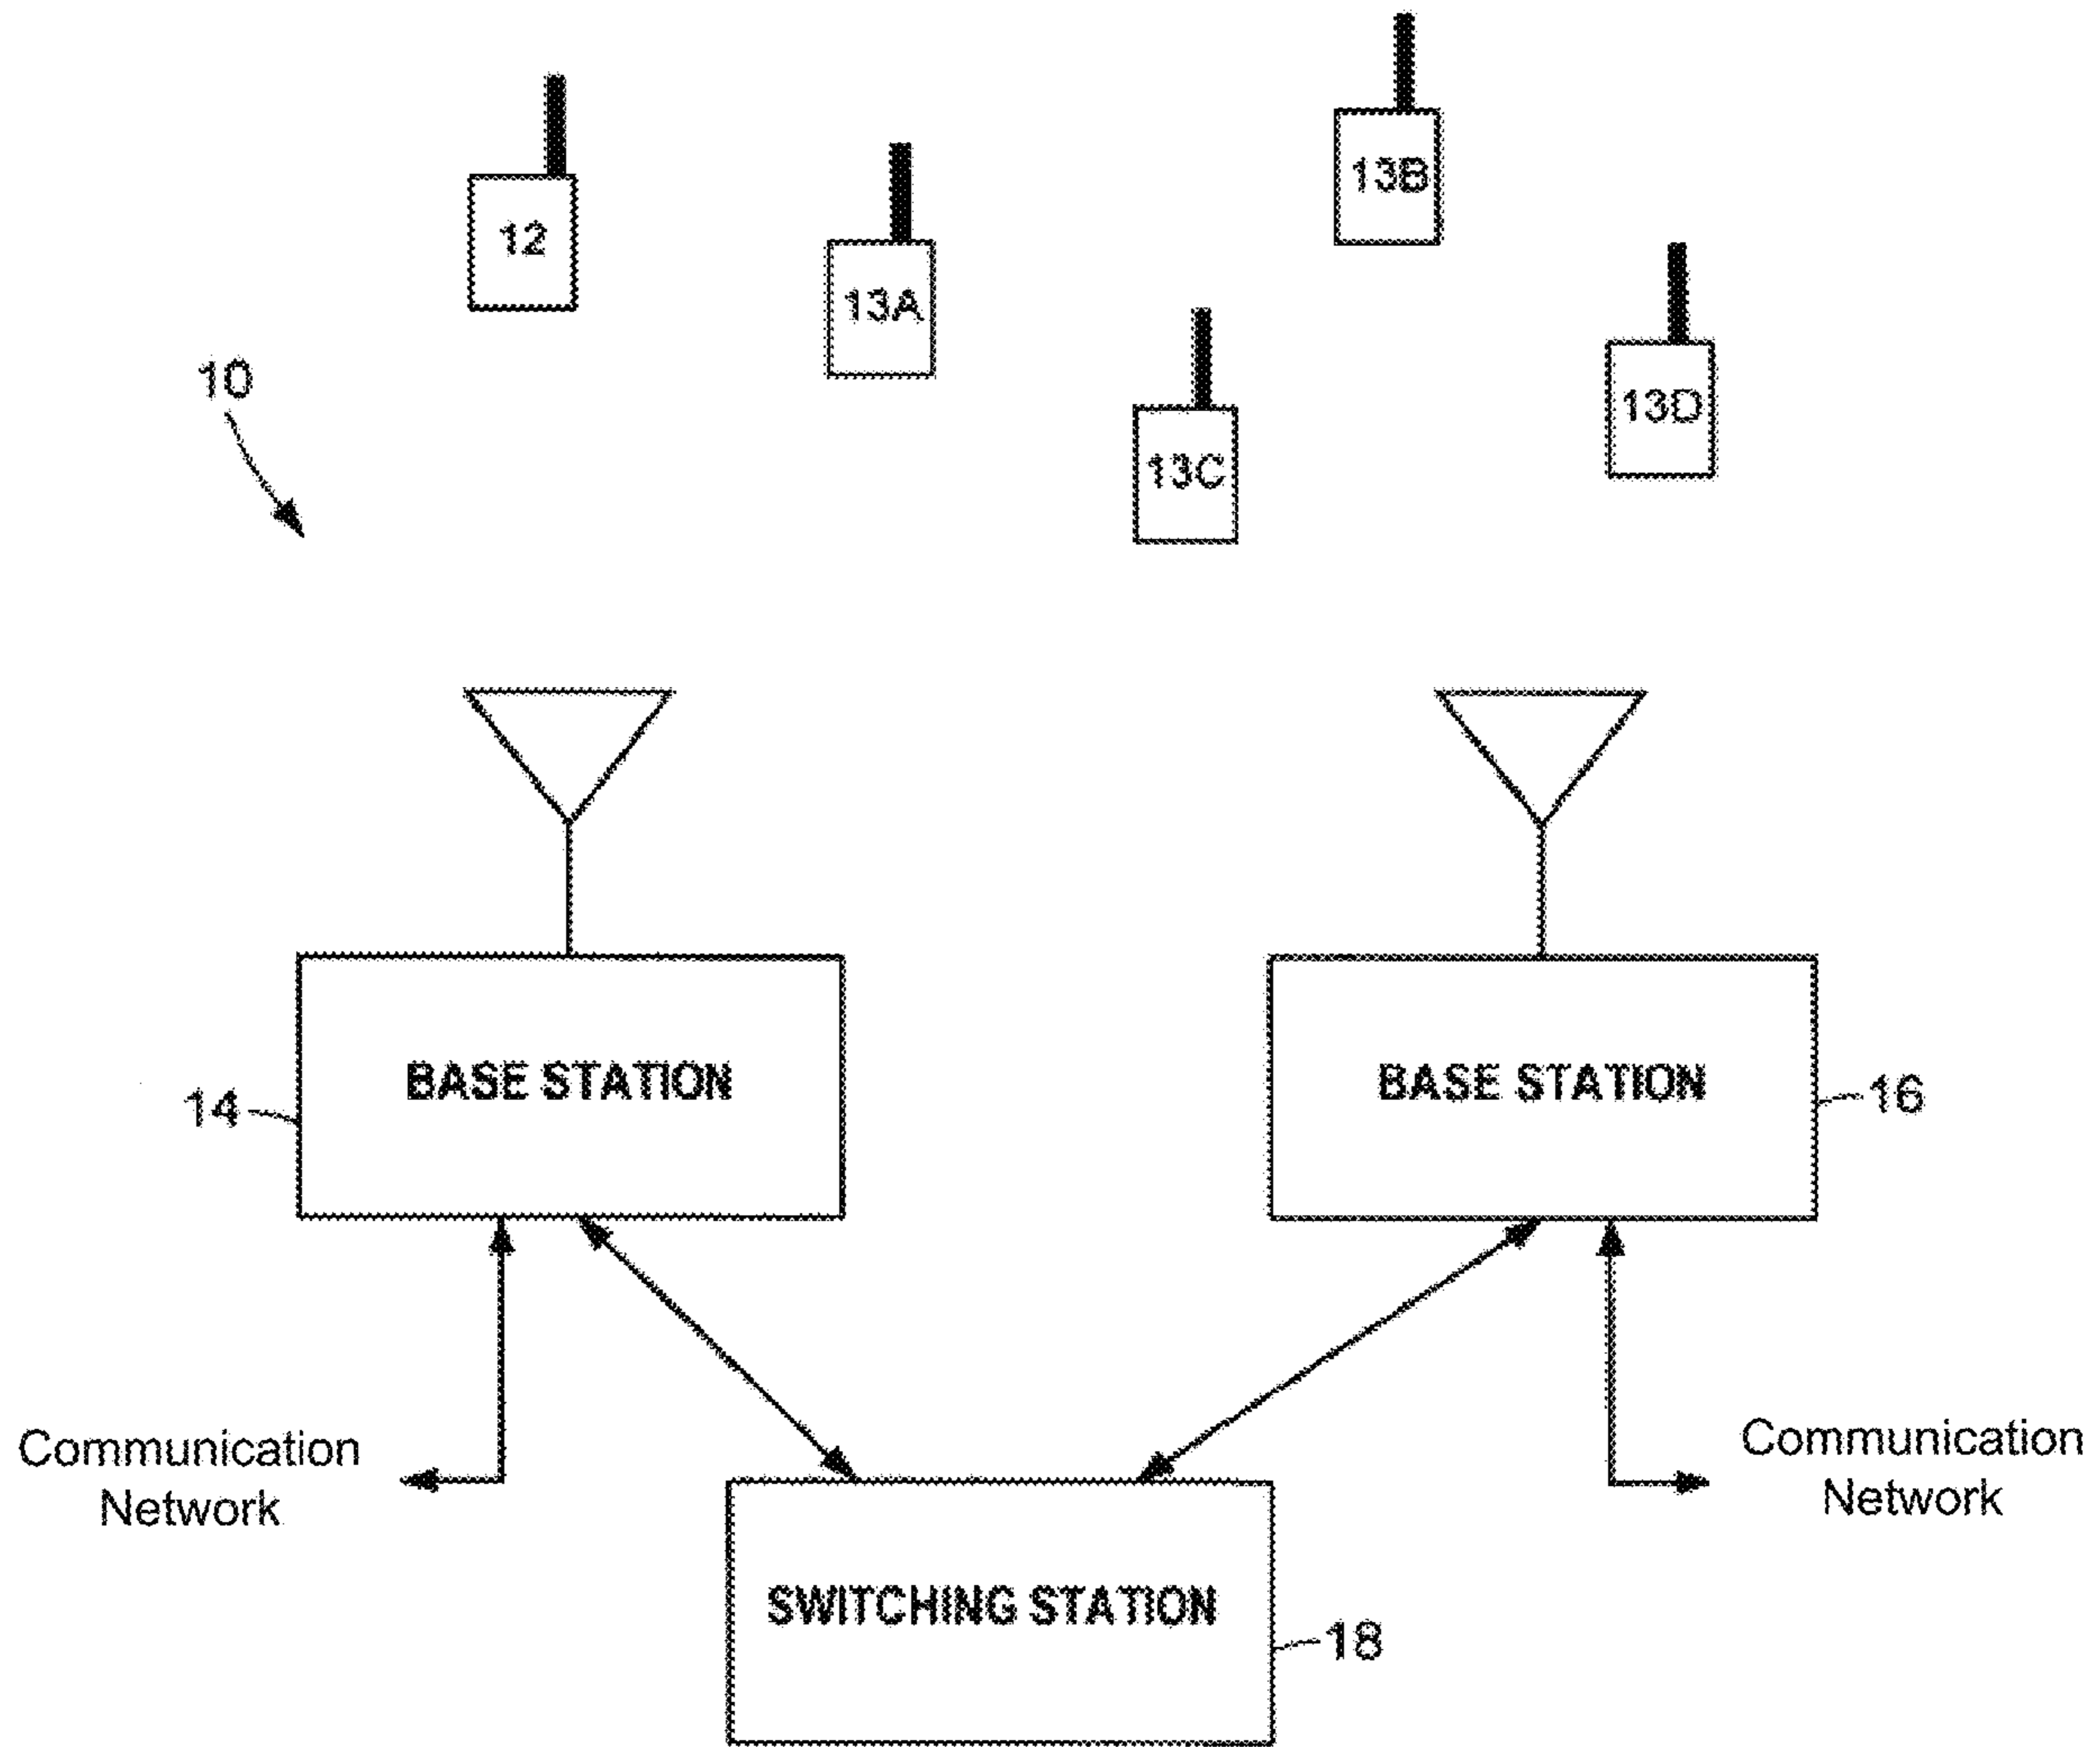 13B
12
13A
10
13D
13C
BASE STATION
BASE STATION
14
16
Communication
Network
Communication
Network
SWITCHING STATION
18